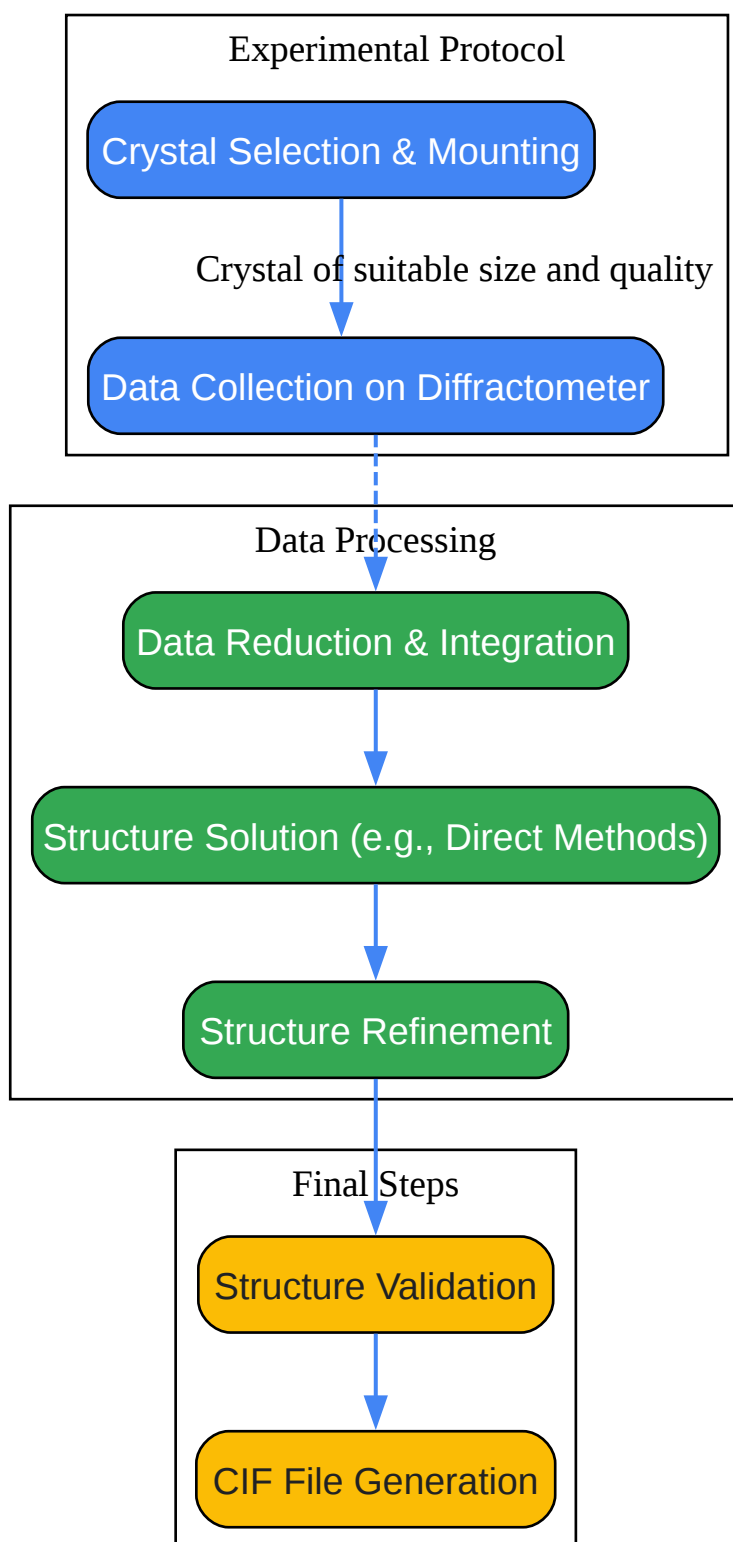 Experimental Protocol
Crystal Selection & Mounting
Crystal of suitable size and quality
Data Collection on Diffractometer
Data Processing
Data Reduction & Integration
Structure Solution (e.g., Direct Methods)
Structure Refinement
Final Steps
Structure Validation
CIF File Generation